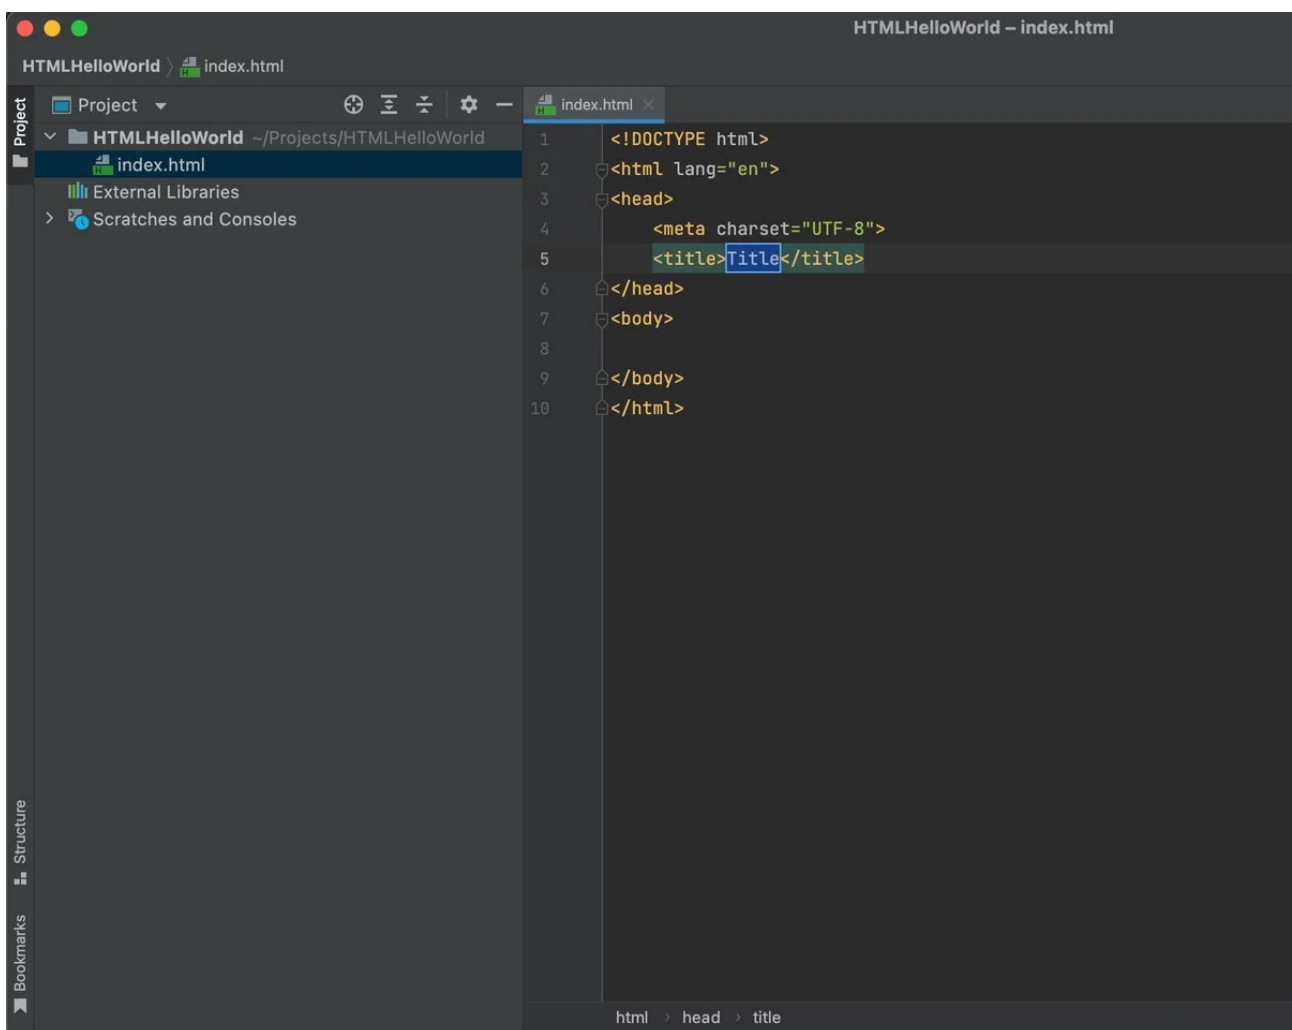 HTMLHelloWorld – index.html
HTMLHelloWorld 〉 index.html
Project
Project
HTMLHelloWorld ~/Projects/HTMLHelloWorld
index.html
External Libraries
Scratches and Consoles
Structure
Bookmarks
index.html
1 <!DOCTYPE html>
2 <html lang="en">
3 <head>
4     <meta charset="UTF-8">
5     <title>Title</title>
6 </head>
7 <body>
8
9 </body>
10 </html>
html › head › title